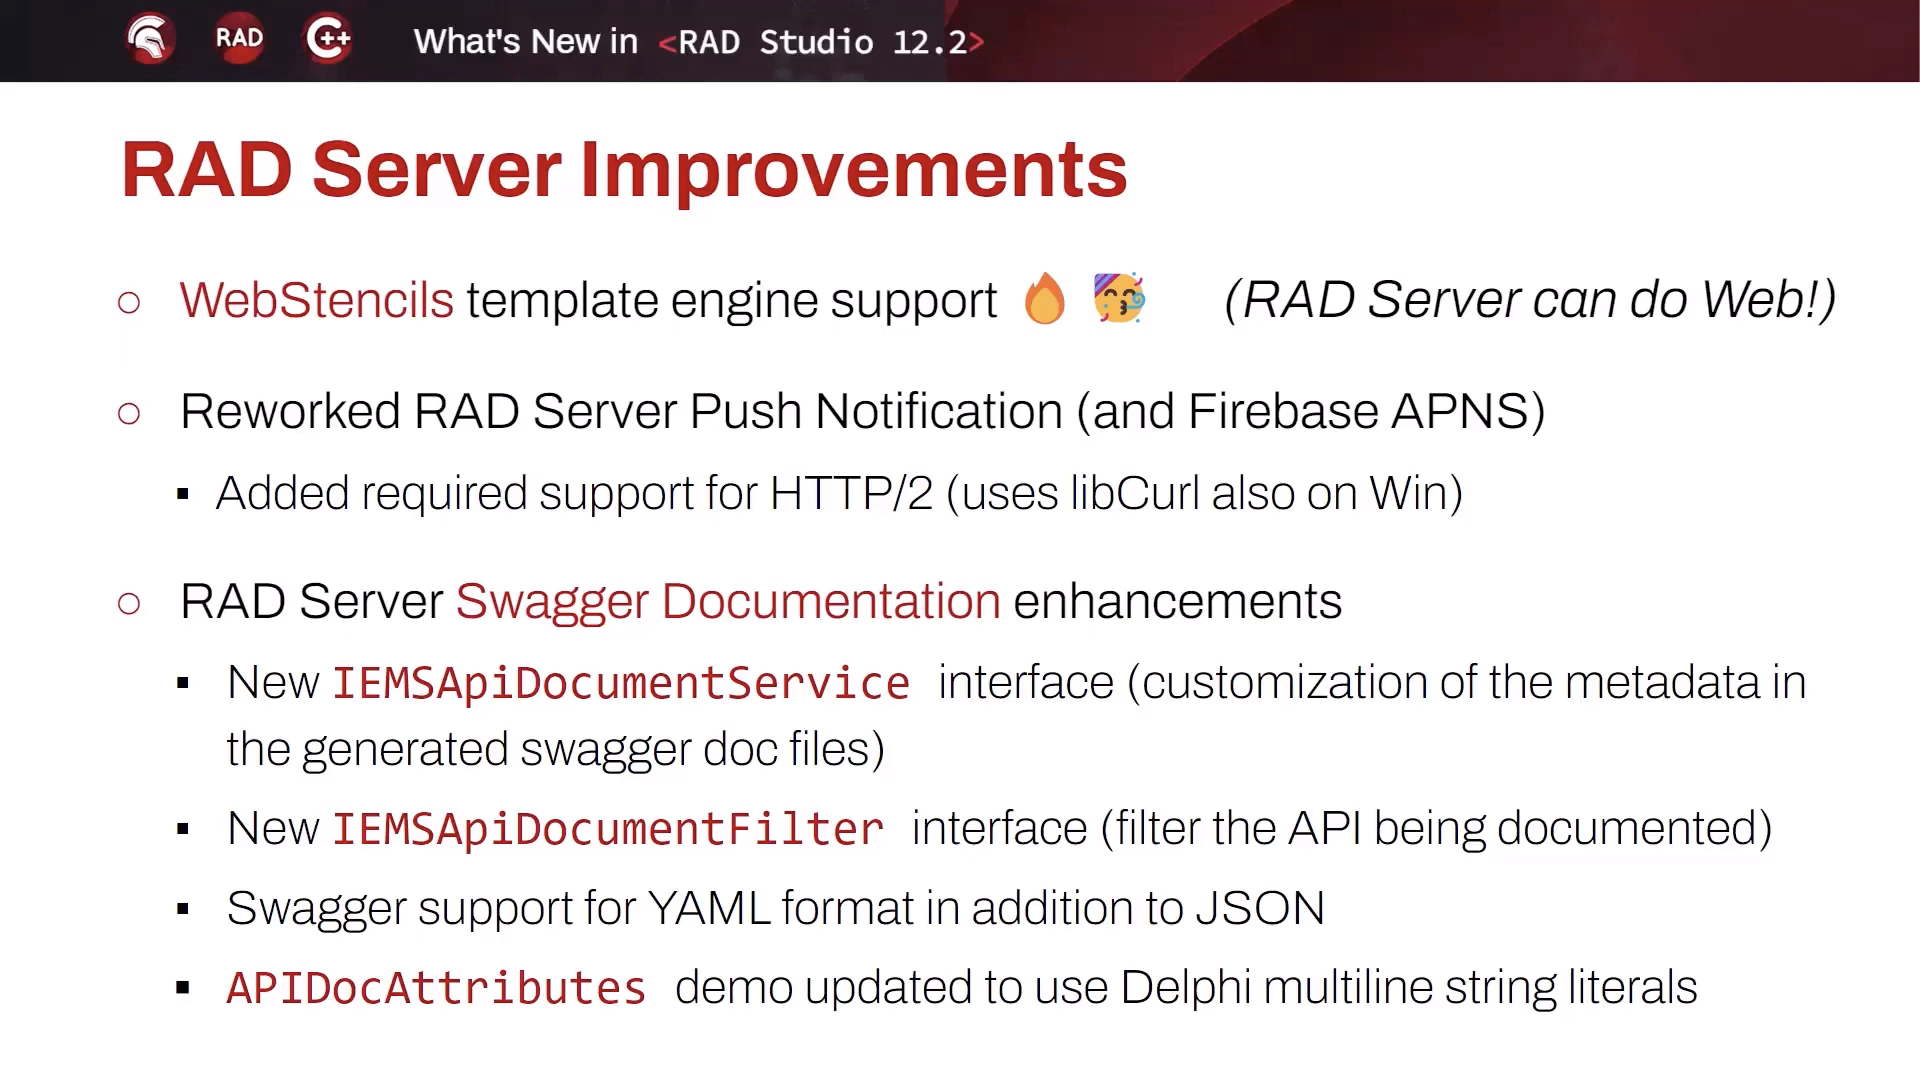 RAD C++ What's New in <RAD Studio 12.2>
RAD Server Improvements
○ WebStencils template engine support 🔥 🥳 (RAD Server can do Web!)
○ Reworked RAD Server Push Notification (and Firebase APNS)
▪ Added required support for HTTP/2 (uses libCurl also on Win)
○ RAD Server Swagger Documentation enhancements
▪ New IEMSApiDocumentService interface (customization of the metadata in
the generated swagger doc files)
▪ New IEMSApiDocumentFilter interface (filter the API being documented)
▪ Swagger support for YAML format in addition to JSON
▪ APIDocAttributes demo updated to use Delphi multiline string literals